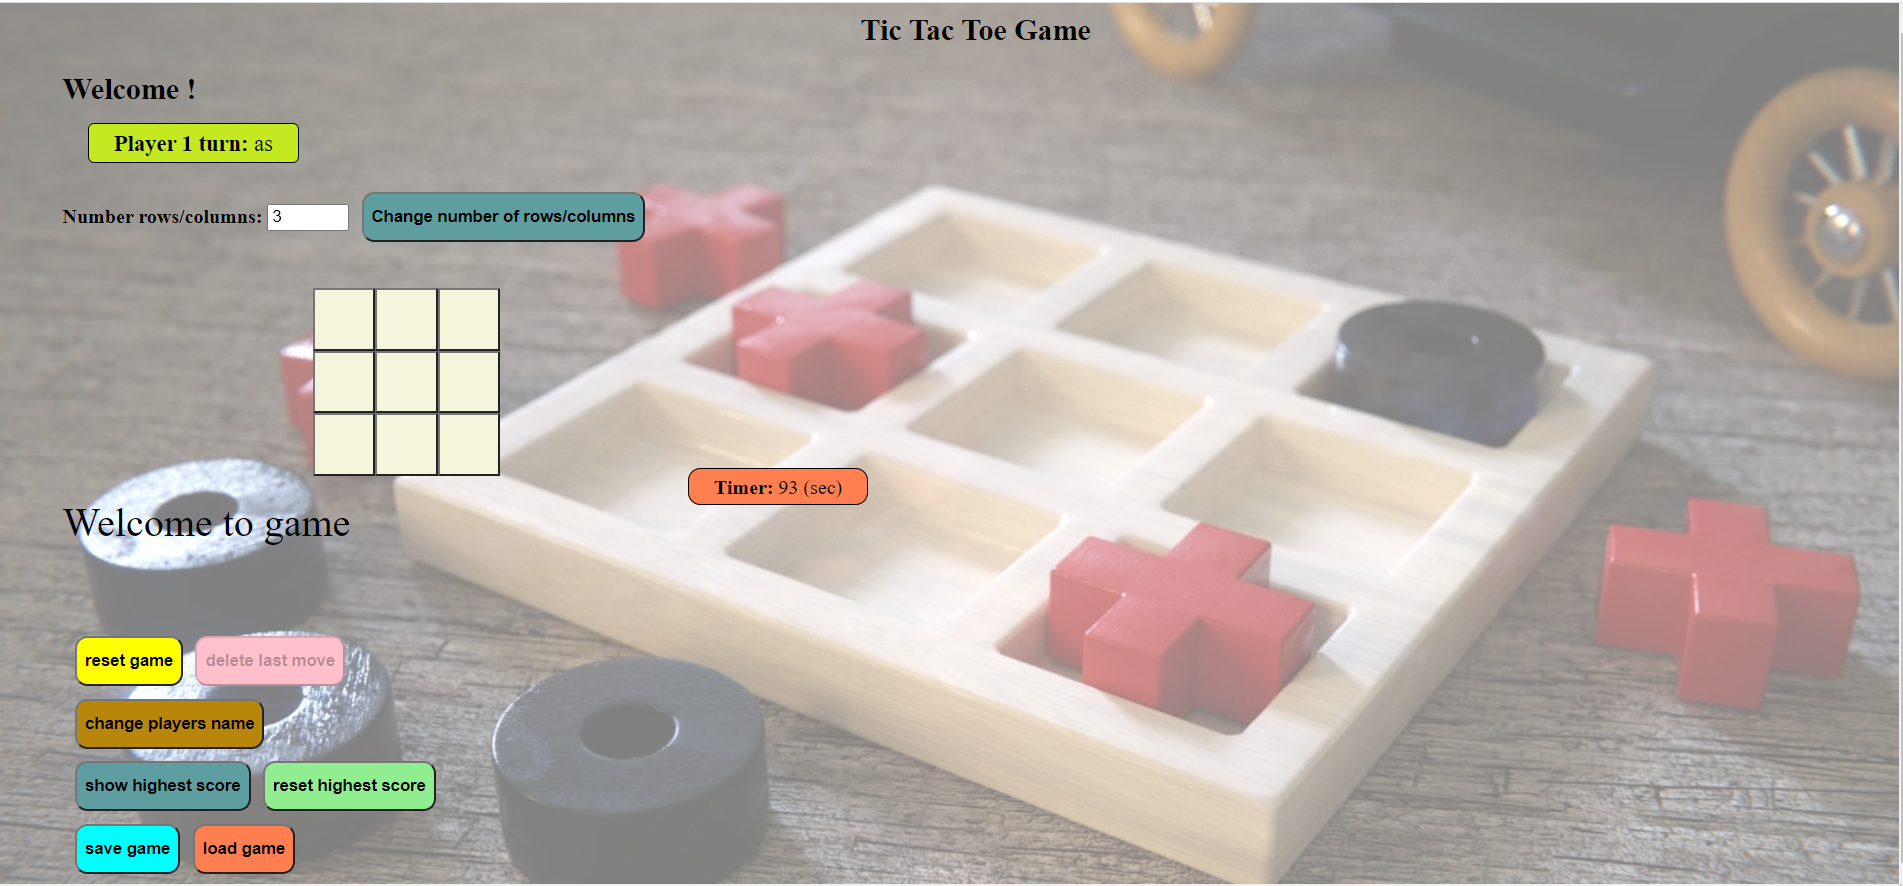 Tic Tac Toe Game
Welcome !
Player 1 turn: as
Number rows/columns: 3 Change number of rows/columns
Timer: 93 (sec)
Welcome to game
reset game delete last move
change players name
show highest score reset highest score
save game load game